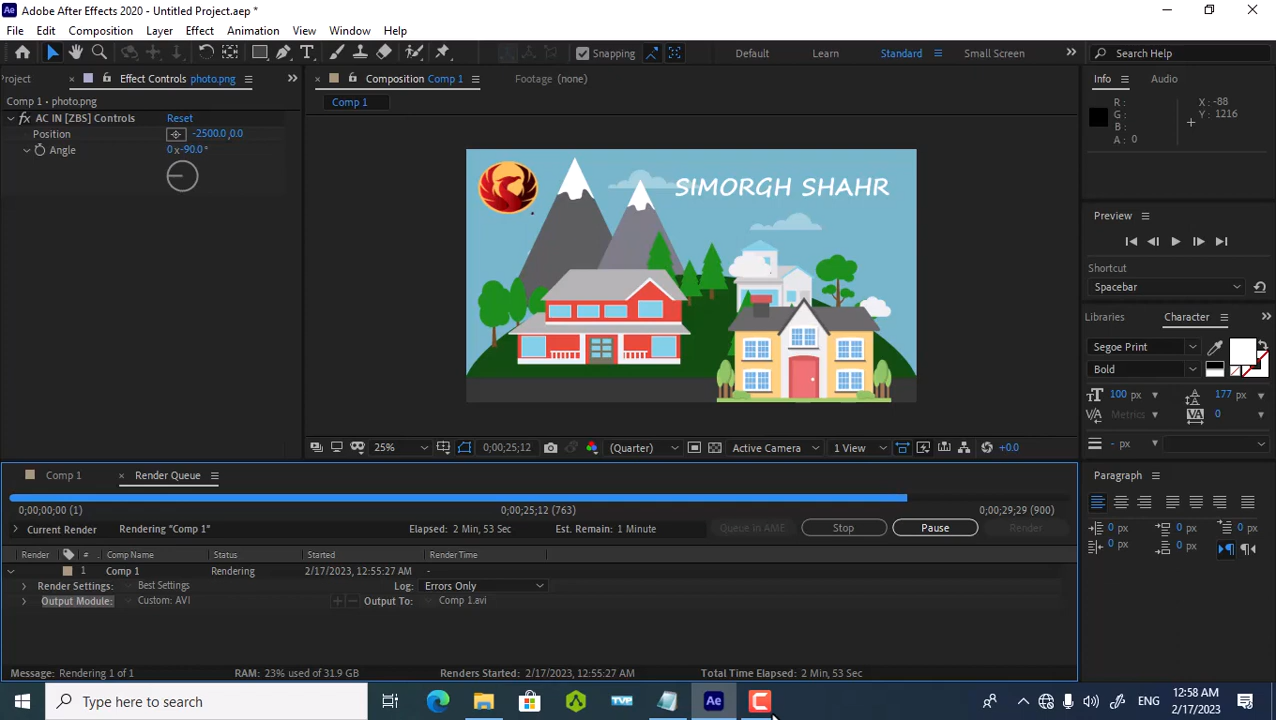 Adobe After Effects 2020 - Untitled Project.aep *
File Edit Composition Layer Effect Animation View Window Help
Snapping Default Learn Standard Small Screen Search Help
Project Effect Controls photo.png Composition Comp 1 Footage (none) Info Audio
Comp 1 • photo.png Comp 1
AC IN [ZBS] Controls Reset
Position -2500.0,0.0
Angle 0x-90.0°
R: X: -88
G: Y: 1216
B:
A: 0
SIMORGH SHAHR
Preview
Shortcut
Spacebar
Libraries Character
Segoe Print
Bold
100 px 177 px
Metrics 0
- px
25% 0;00;25;12 (Quarter) Active Camera 1 View +0.0
Comp 1 Render Queue Paragraph
0;00;00;00 (1) 0;00;25;12 (763) 0;00;29;29 (900)
Current Render Rendering "Comp 1" Elapsed: 2 Min, 53 Sec Est. Remain: 1 Minute Queue in AME Stop Pause Render
0 px 0 px 0 px
0 px 0 px
Render # Comp Name Status Started Render Time
1 Comp 1 Rendering 2/17/2023, 12:55:27 AM -
Render Settings: Best Settings Log: Errors Only
Output Module: Custom: AVI Output To: Comp 1.avi
Message: Rendering 1 of 1 RAM: 23% used of 31.9 GB Renders Started: 2/17/2023, 12:55:27 AM Total Time Elapsed: 2 Min, 53 Sec
Type here to search TVP Ae ENG 12:58 AM
2/17/2023